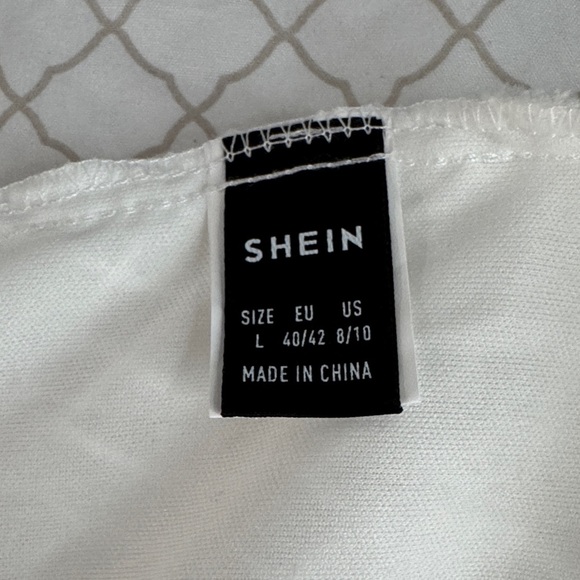 SHEIN
SIZE EU US
L 40/42 8/10
MADE IN CHINA